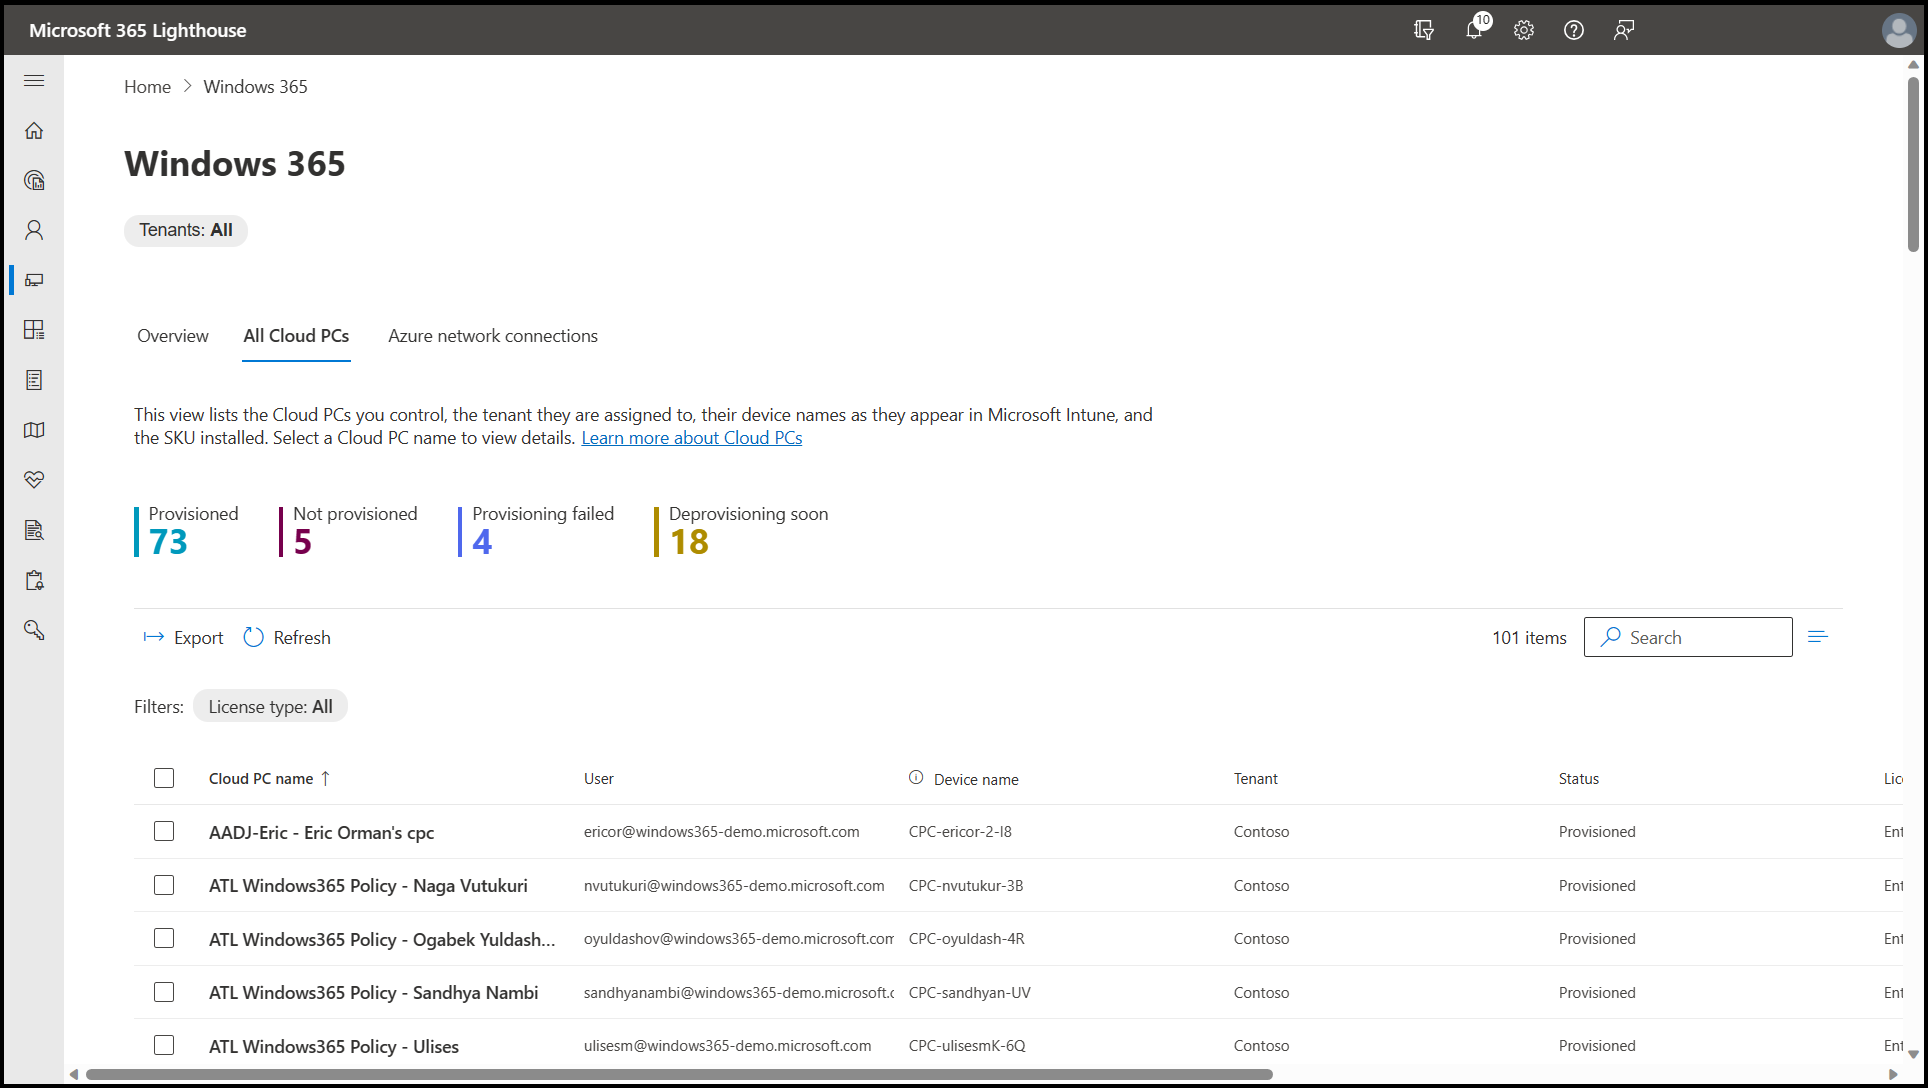 Microsoft 365 Lighthouse
10
Home > Windows 365
Windows 365
Tenants: All
Overview All Cloud PCs Azure network connections
This view lists the Cloud PCs you control, the tenant they are assigned to, their device names as they appear in Microsoft Intune, and
the SKU installed. Select a Cloud PC name to view details. Learn more about Cloud PCs
Provisioned Not provisioned Provisioning failed Deprovisioning soon
73 5 4 18
Export Refresh 101 items Search
Filters: License type: All
Cloud PC name ↑ User Device name Tenant Status Lic
AADJ-Eric - Eric Orman's cpc ericor@windows365-demo.microsoft.com CPC-ericor-2-I8 Contoso Provisioned Ent
ATL Windows365 Policy - Naga Vutukuri nvutukuri@windows365-demo.microsoft.com CPC-nvutukur-3B Contoso Provisioned Ent
ATL Windows365 Policy - Ogabek Yuldash... oyuldashov@windows365-demo.microsoft.com CPC-oyuldash-4R Contoso Provisioned Ent
ATL Windows365 Policy - Sandhya Nambi sandhyanambi@windows365-demo.microsoft.c CPC-sandhyan-UV Contoso Provisioned Ent
ATL Windows365 Policy - Ulises ulisesm@windows365-demo.microsoft.com CPC-ulisesmK-6Q Contoso Provisioned Ent